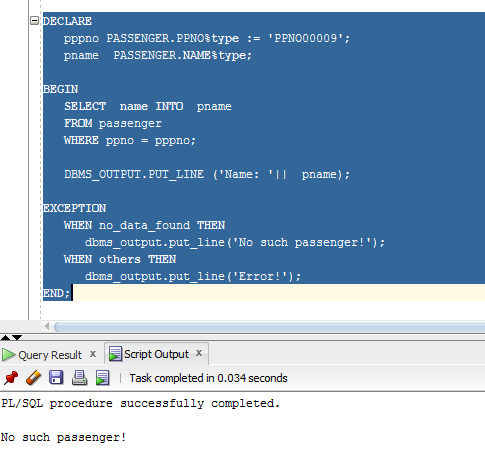 DECLARE
pppno PASSENGER.PPNO%type := 'PPNO00009';
pname  PASSENGER.NAME%type;
BEGIN
SELECT  name INTO  pname
FROM passenger
WHERE ppno = pppno;
DBMS_OUTPUT.PUT_LINE ('Name: '||  pname);
EXCEPTION
WHEN no_data_found THEN
dbms_output.put_line('No such passenger!');
WHEN others THEN
dbms_output.put_line('Error!');
END;
Query Result x Script Output x
Task completed in 0.034 seconds
PL/SQL procedure successfully completed.
No such passenger!